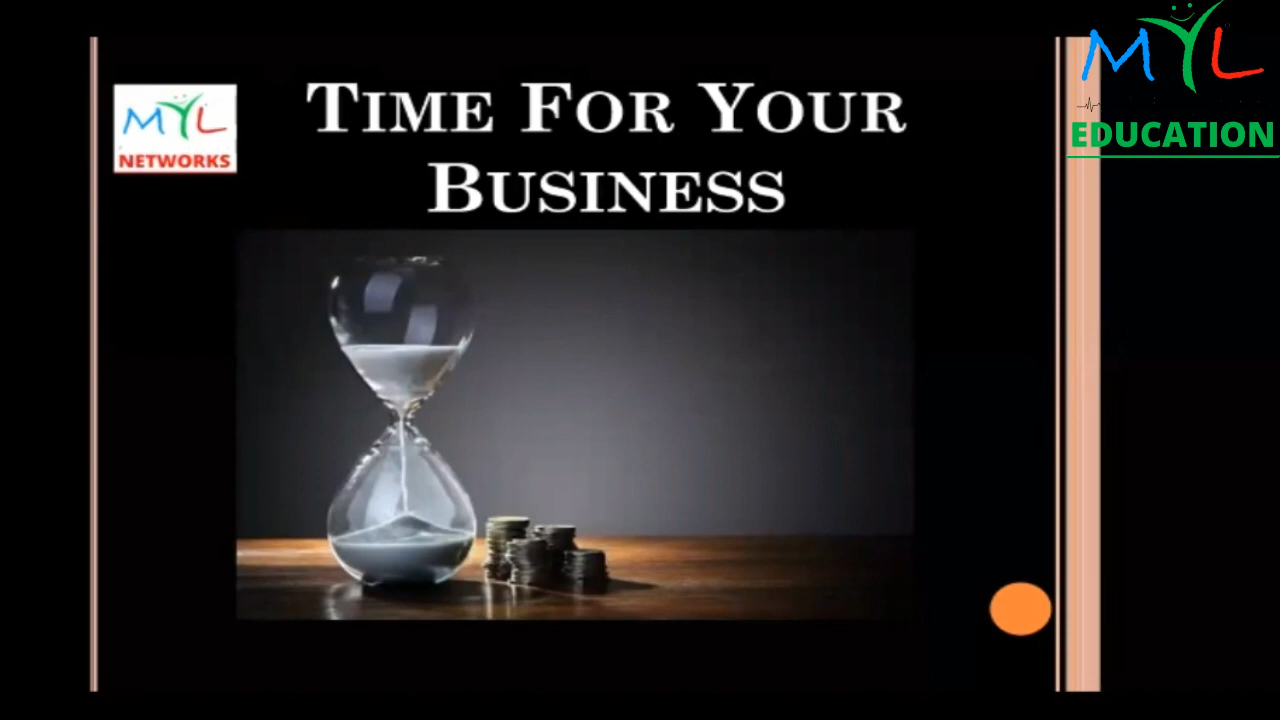 TIME FOR YOUR
BUSINESS
MYL
NETWORKS
MYL
EDUCATION